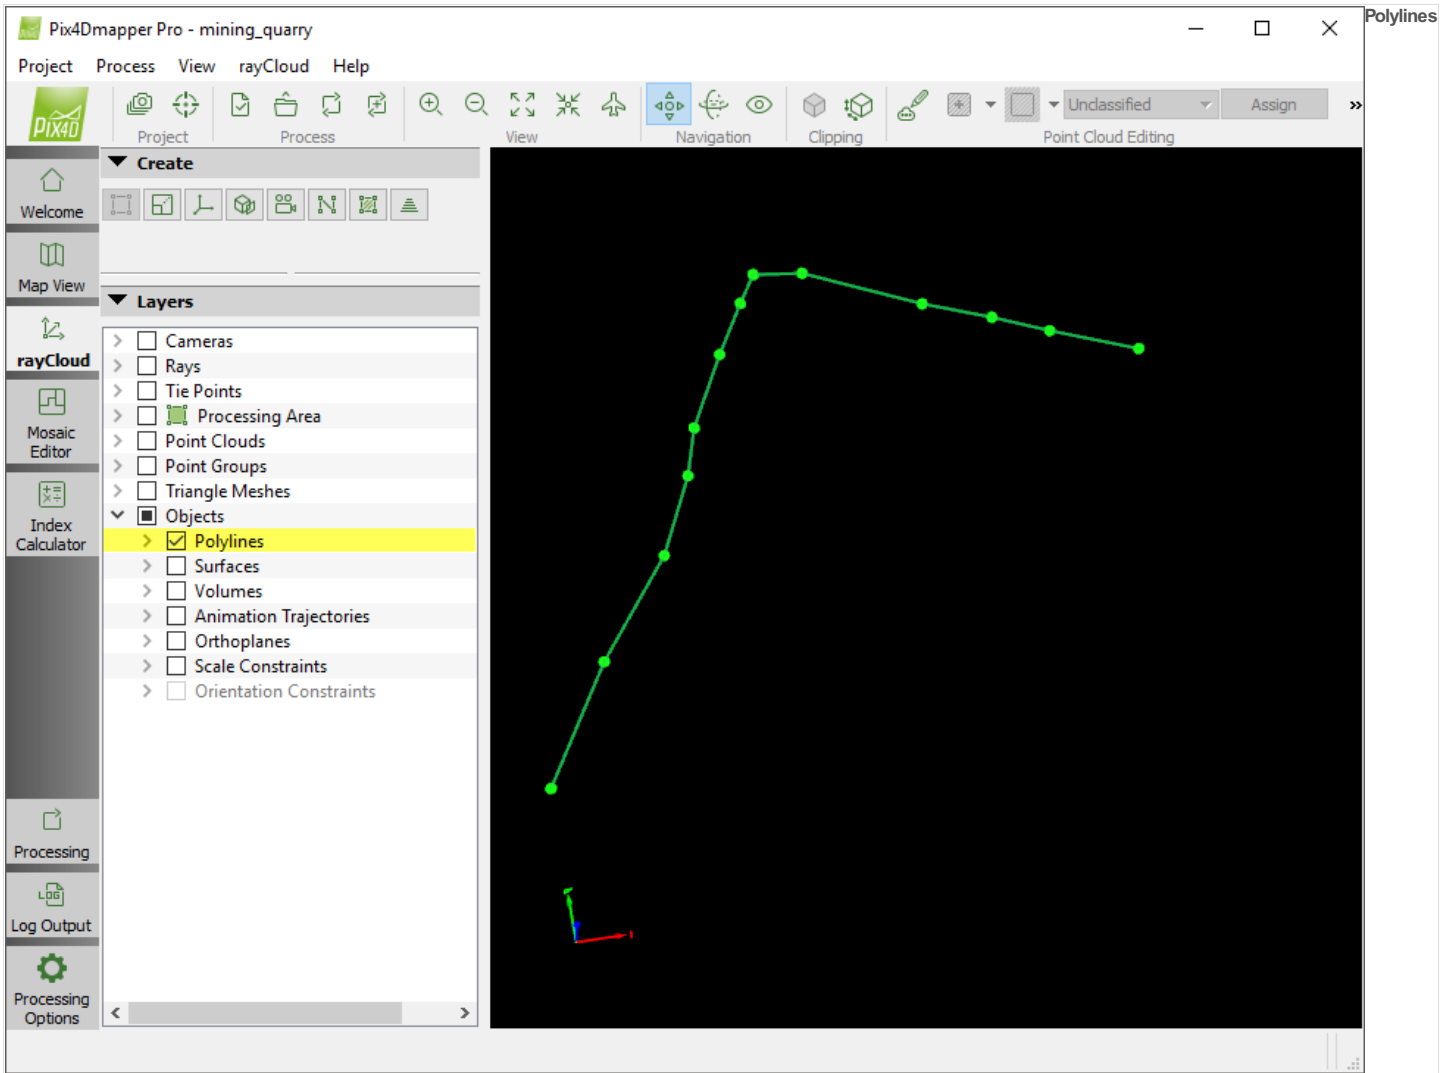 Pix4Dmapper Pro - mining_quarry
Polylines
Project Process View rayCloud Help
PIX4D
Unclassified Assign »
Project Process View Navigation Clipping Point Cloud Editing
Welcome
Map View
rayCloud
Mosaic
Editor
Index
Calculator
Processing
LOG
Log Output
Processing
Options
Create
Layers
Cameras
Rays
Tie Points
Processing Area
Point Clouds
Point Groups
Triangle Meshes
Objects
Polylines
Surfaces
Volumes
Animation Trajectories
Orthoplanes
Scale Constraints
Orientation Constraints